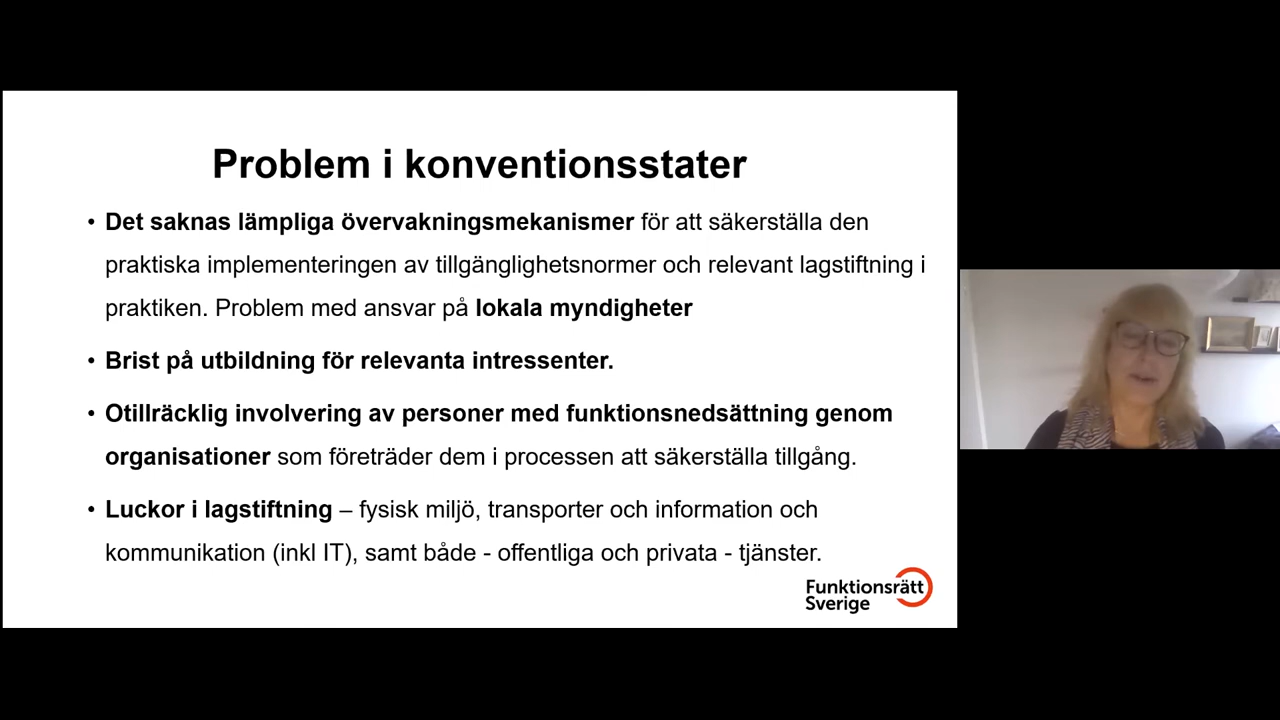 Problem i konventionsstater
• Det saknas lämpliga övervakningsmekanismer för att säkerställa den
praktiska implementeringen av tillgänglighetsnormer och relevant lagstiftning i
praktiken. Problem med ansvar på lokala myndigheter
• Brist på utbildning för relevanta intressenter.
• Otillräcklig involvering av personer med funktionsnedsättning genom
organisationer som företräder dem i processen att säkerställa tillgång.
• Luckor i lagstiftning – fysisk miljö, transporter och information och
kommunikation (inkl IT), samt både - offentliga och privata - tjänster.
Funktionsrätt
Sverige